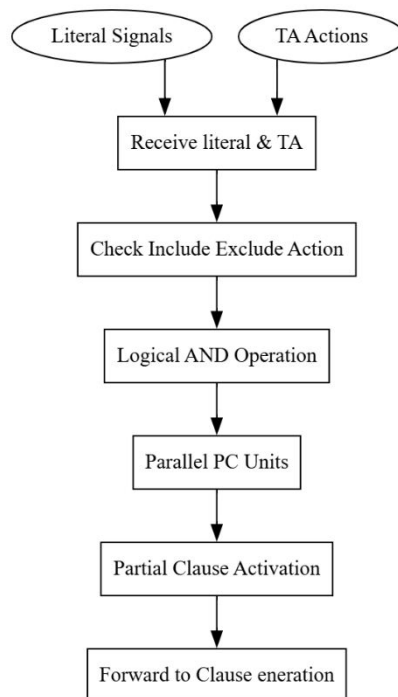 Literal Signals
TA Actions
Receive literal & TA
Check Include Exclude Action
Logical AND Operation
Parallel PC Units
Partial Clause Activation
Forward to Clause eneration